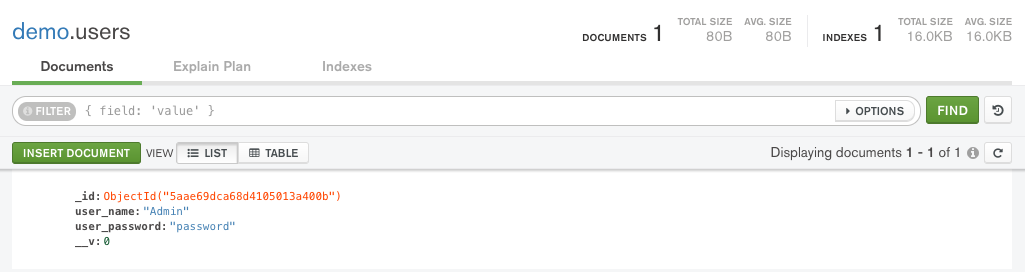 demo.users
DOCUMENTS 1 TOTAL SIZE 80B AVG. SIZE 80B INDEXES 1 TOTAL SIZE 16.0KB AVG. SIZE 16.0KB
Documents Explain Plan Indexes
FILTER { field: 'value' } OPTIONS FIND
INSERT DOCUMENT VIEW LIST TABLE Displaying documents 1 - 1 of 1
_id: ObjectId("5aae69dca68d4105013a400b")
user_name: "Admin"
user_password: "password"
__v: 0